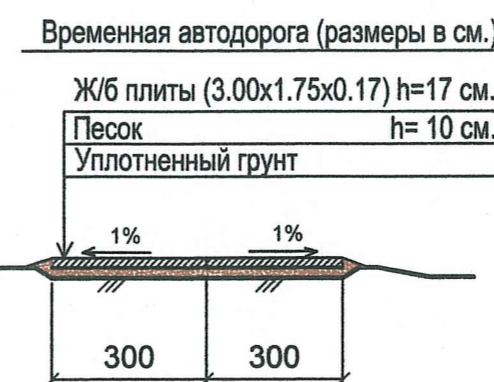 Временная автодорога (размеры в см.)
Ж/б плиты (3.00х1.75х0.17) h=17 см.
Песок h= 10 см.
Уплотненный грунт
1% 1%
300 300